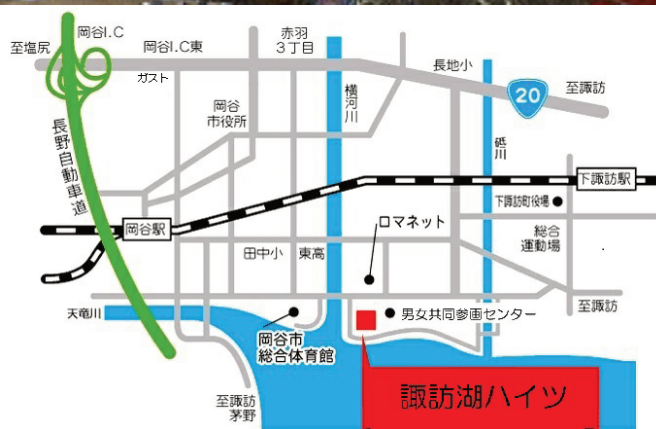 岡谷I.C
至塩尻
岡谷I.C東
赤羽
3丁目
ガスト
長地小
20
至諏訪
岡谷
市役所
横河川
砥川
長野自動車道
下諏訪駅
下諏訪町役場
岡谷駅
ロマネット
総合
運動場
田中小
東高
天竜川
至諏訪
男女共同参画センター
岡谷市
総合体育館
諏訪湖ハイツ
至諏訪
茅野